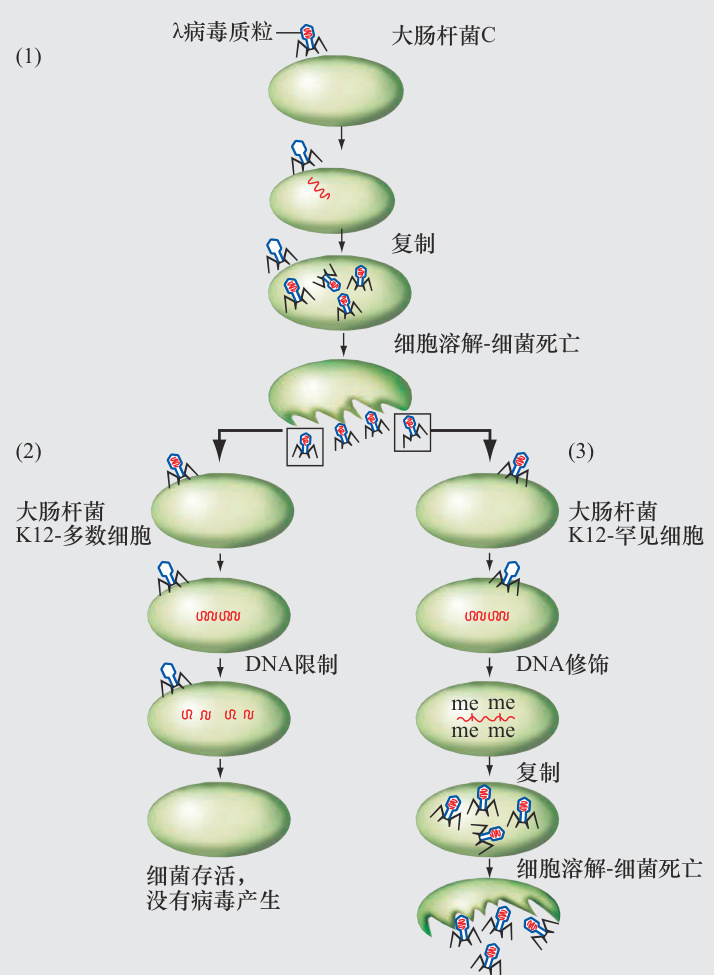 λ病毒质粒
大肠杆菌C
(1)
复制
细胞溶解-细菌死亡
(2)
大肠杆菌
K12-多数细胞
DNA限制
细菌存活，
没有病毒产生
(3)
大肠杆菌
K12-罕见细胞
DNA修饰
me me
me me
复制
细胞溶解-细菌死亡